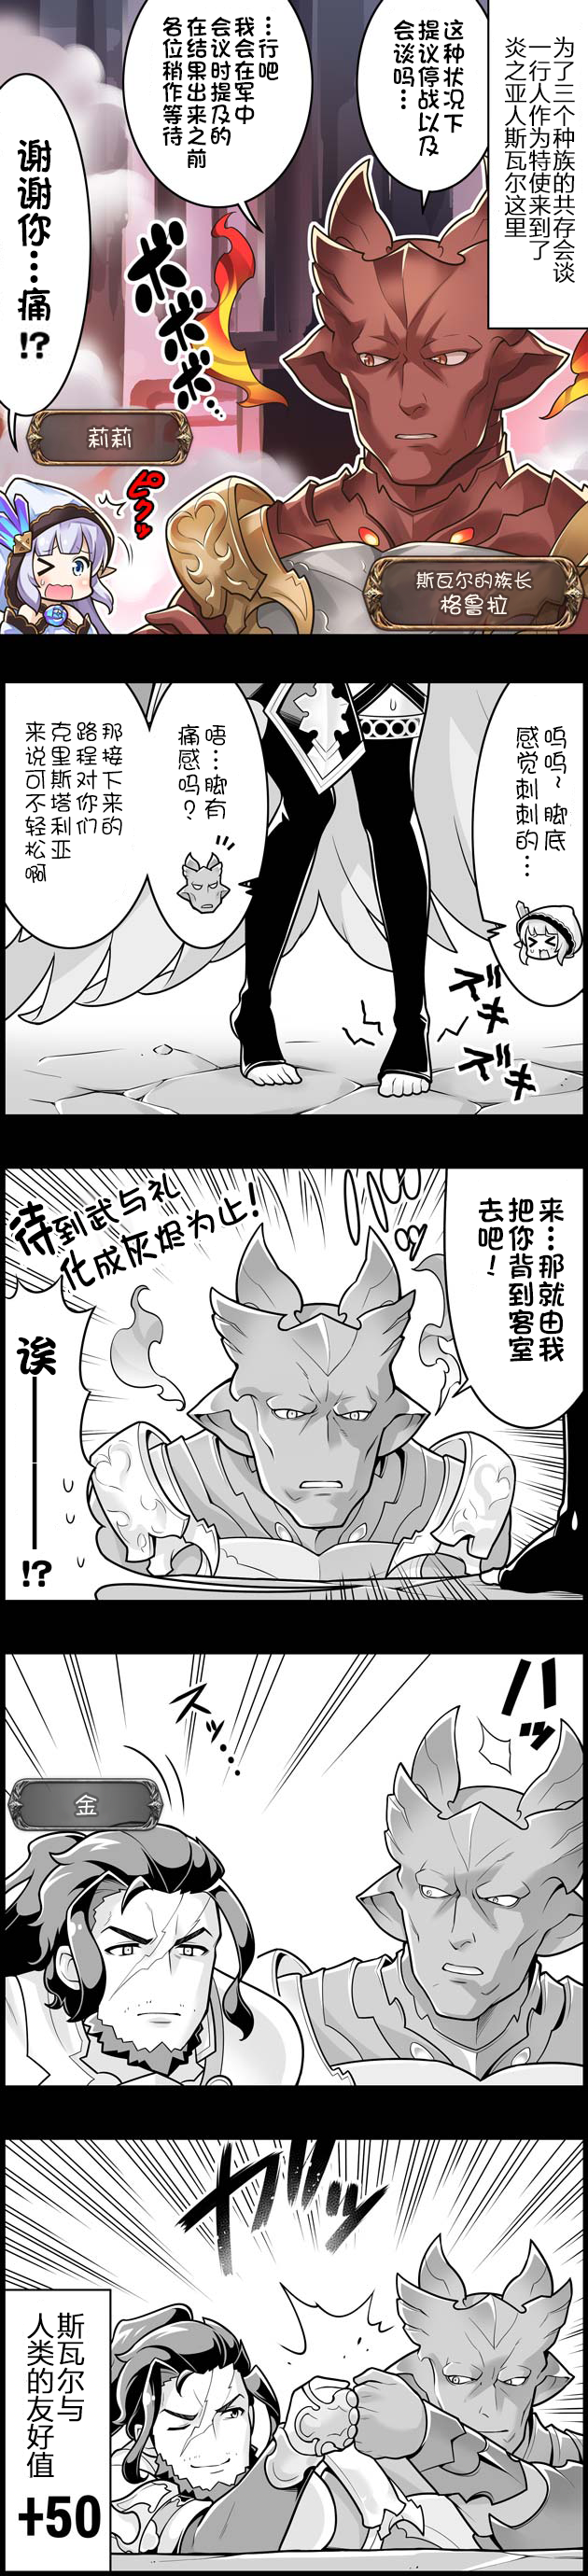 为了三个种族的共存会谈
一行人作为特使来到了
炎之亚人斯瓦尔这里
这种状况下
提议停战以及
会谈吗…
…行吧
我会在军中
会议时提及的
在结果出来之前
各位稍作等待
ボボボ…
谢谢你…痛!?
莉莉
ピクッ
斯瓦尔的族长
格鲁拉
呜呜～脚底
感觉刺刺的…
唔…脚有
痛感吗？
那接下来的
路程对你们
克里斯塔利亚
来说可不轻松啊
ズキ
ズキ
来…那就由我
把你背到客室
去吧！
待到武与礼
化成灰烬为止！
诶——!?
ハッ
スッ…
金
ガッ
斯瓦尔与
人类的友好值
+50